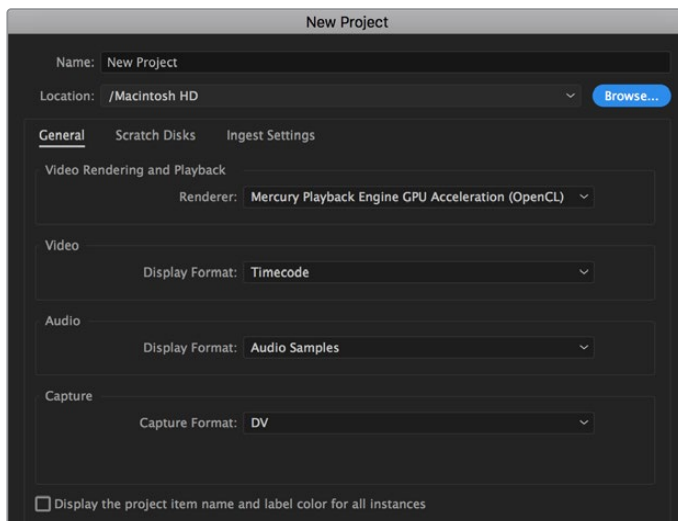 New Project
Name: New Project
Location: /Macintosh HD Browse...
General Scratch Disks Ingest Settings
Video Rendering and Playback
Renderer: Mercury Playback Engine GPU Acceleration (OpenCL)
Video
Display Format: Timecode
Audio
Display Format: Audio Samples
Capture
Capture Format: DV
Display the project item name and label color for all instances